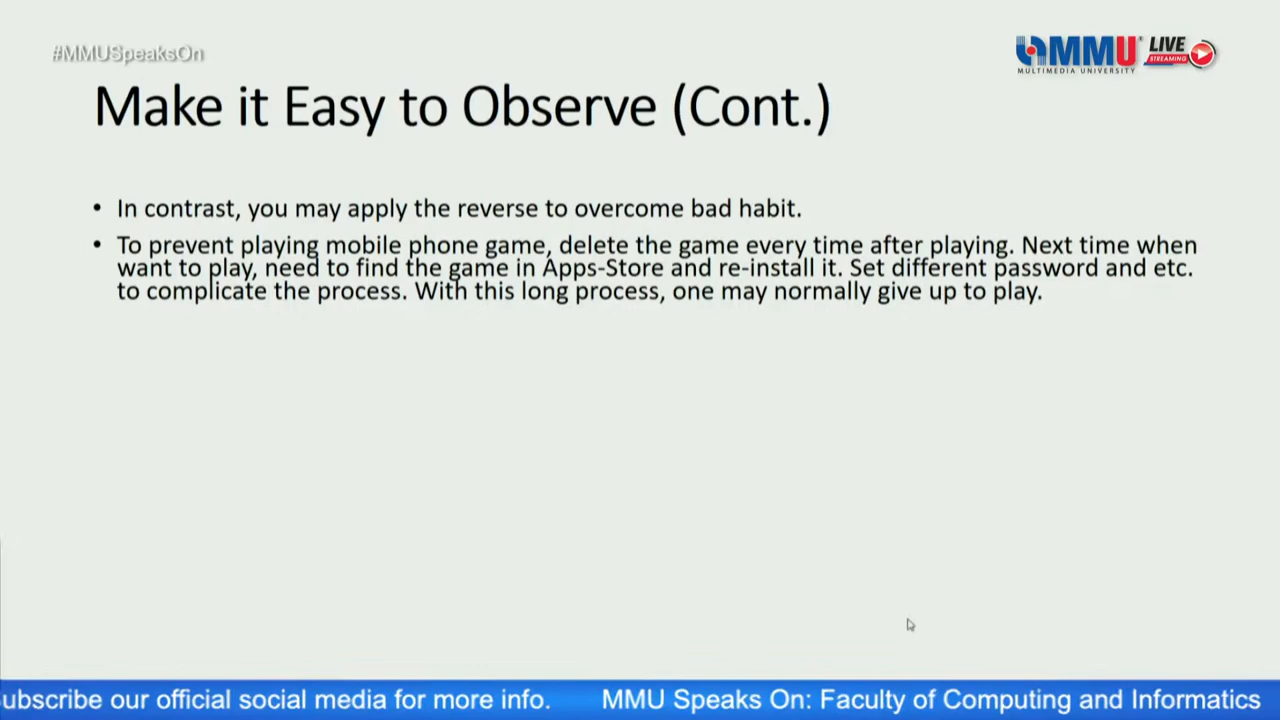 #MMUSpeaksOn
MMU LIVE
STREAMING
MULTIMEDIA UNIVERSITY
Make it Easy to Observe (Cont.)
• In contrast, you may apply the reverse to overcome bad habit.
• To prevent playing mobile phone game, delete the game every time after playing. Next time when
want to play, need to find the game in Apps-Store and re-install it. Set different password and etc.
to complicate the process. With this long process, one may normally give up to play.
ubscribe our official social media for more info. MMU Speaks On: Faculty of Computing and Informatics